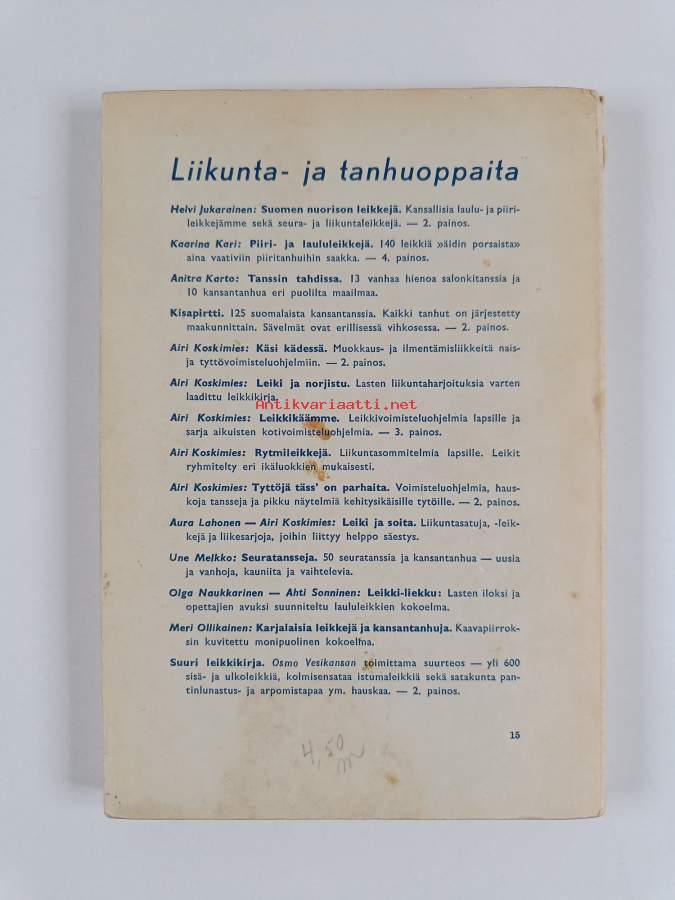 Liikunta- ja tanhuoppaita
Helvi Jukarainen: Suomen nuorison leikkejä. Kansallisia laulu- ja piiri-
leikkejämme sekä seura- ja liikuntaleikkejä. — 2. painos.
Kaarina Kari: Piiri- ja laululeikkejä. 140 leikkiä »äidin porsaista»
aina vaativiin piiritanhuihin saakka. — 4. painos.
Anitra Karto: Tanssin tahdissa. 13 vanhaa hienoa salonkitanssia ja
10 kansantanhua eri puolilta maailmaa.
Kisapirtti. 125 suomalaista kansantanssia. Kaikki tanhut on järjestetty
maakunnittain. Sävelmät ovat erillisessä vihkosessa. — 2. painos.
Airi Koskimies: Käsi kädessä. Muokkaus- ja ilmentämisliikkeitä nais-
ja tyttövoimisteluohjelmiin. — 2. painos.
Airi Koskimies: Leiki ja norjistu. Lasten liikuntaharjoituksia varten
laadittu leikkikirja.
Antikvariaatti.net
Airi Koskimies: Leikkikäämme. Leikkivoimisteluohjelmia lapsille ja
sarja aikuisten kotivoimisteluohjelmia. — 3. painos.
Airi Koskimies: Rytmileikkejä. Liikuntasommitelmia lapsille. Leikit
ryhmitelty eri ikäluokkien mukaisesti.
Airi Koskimies: Tyttöjä täss' on parhaita. Voimisteluohjelmia, haus-
koja tansseja ja pikku näytelmiä kehitysikäisille tytöille. — 2. painos.
Aura Lahonen — Airi Koskimies: Leiki ja soita. Liikuntasatuja, -leik-
kejä ja liikesarjoja, joihin liittyy helppo säestys.
Une Melkko: Seuratansseja. 50 seuratanssia ja kansantanhua — uusia
ja vanhoja, kauniita ja vaihtelevia.
Olga Naukkarinen — Ahti Sonninen: Leikki-liekku: Lasten iloksi ja
opettajien avuksi suunniteltu laululeikkien kokoelma.
Meri Ollikainen: Karjalaisia leikkejä ja kansantanhuja. Kaavapiirrok-
sin kuvitettu monipuolinen kokoelma.
Suuri leikkikirja. Osmo Vesikansan toimittama suurteos — yli 600
sisä- ja ulkoleikkiä, kolmisensataa istumaleikkiä sekä satakunta pan-
tinlunastus- ja arpomistapaa ym. hauskaa. — 2. painos.
15
4,50